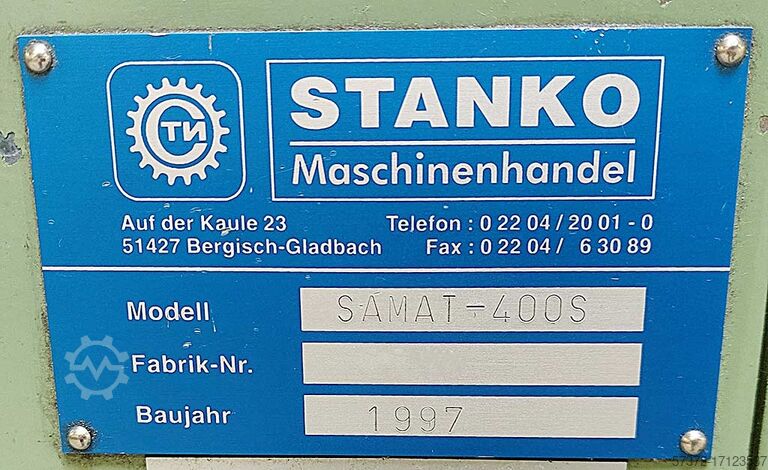 СТИ
STANKO
Maschinenhandel
Auf der Kaule 23 Telefon : 0 22 04 / 20 01 - 0
51427 Bergisch-Gladbach Fax : 0 22 04 / 6 30 89
Modell SAMAT-400S
Fabrik-Nr.
Baujahr 1997